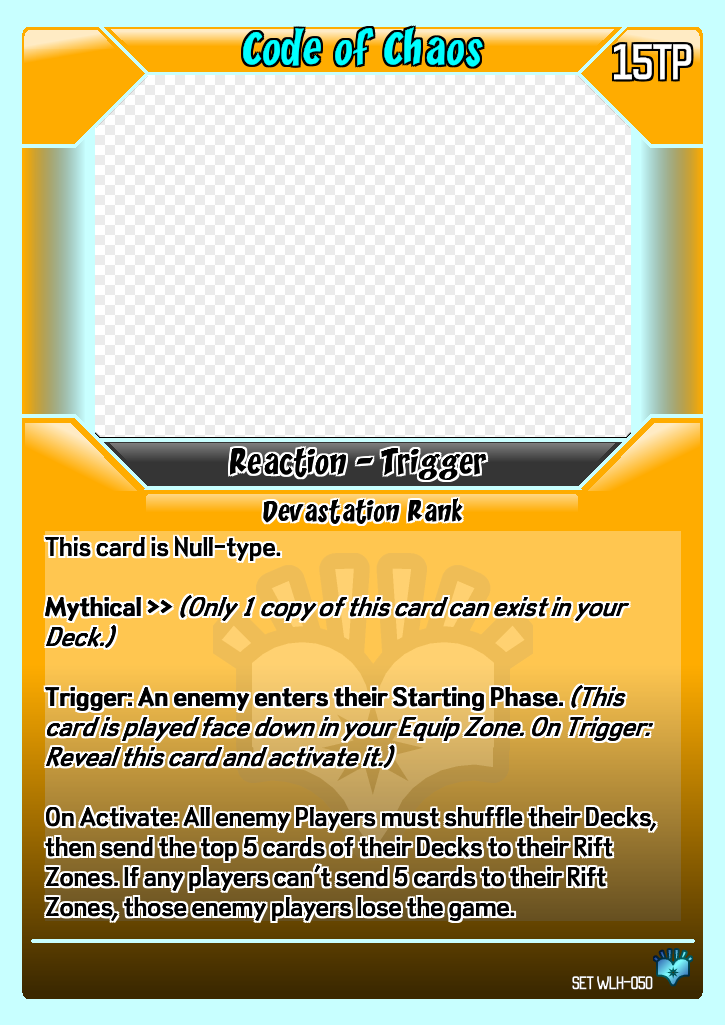 Code of Chaos
15TP
Reaction - Trigger
Devastation Rank
This card is Null-type.
Mythical >> (Only 1 copy of this card can exist in your
Deck.)
Trigger: An enemy enters their Starting Phase. (This
card is played face down in your Equip Zone. On Trigger:
Reveal this card and activate it.)
On Activate: All enemy Players must shuffle their Decks,
then send the top 5 cards of their Decks to their Rift
Zones. If any players can't send 5 cards to their Rift
Zones, those enemy players lose the game.
SET WLH-050